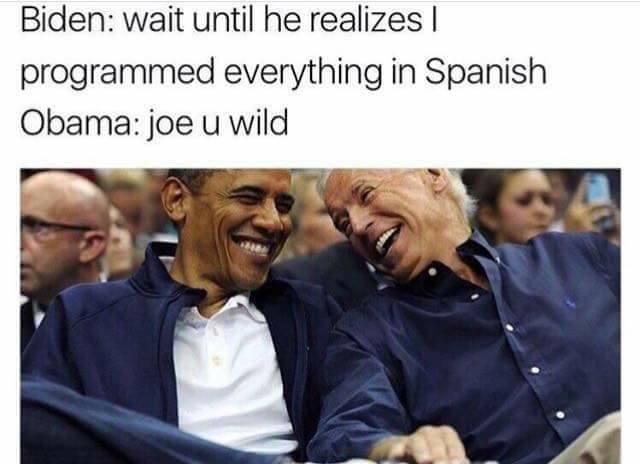 Biden: wait until he realizes I
programmed everything in Spanish
Obama: joe u wild